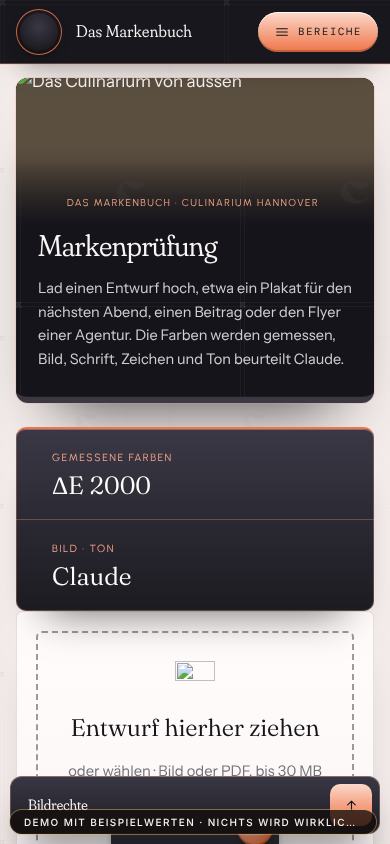 Das Markenbuch
BEREICHE
Das Culinarium von außen
DAS MARKENBUCH · CULINARIUM HANNOVER
Markenprüfung
Lad einen Entwurf hoch, etwa ein Plakat für den
nächsten Abend, einen Beitrag oder den Flyer
einer Agentur. Die Farben werden gemessen,
Bild, Schrift, Zeichen und Ton beurteilt Claude.
GEMESSENE FARBEN
ΔE 2000
BILD · TON
Claude
Entwurf hierher ziehen
oder wählen · Bild oder PDF, bis 30 MB
Bildrechte
DEMO MIT BEISPIELWERTEN · NICHTS WIRD WIRKLIC…